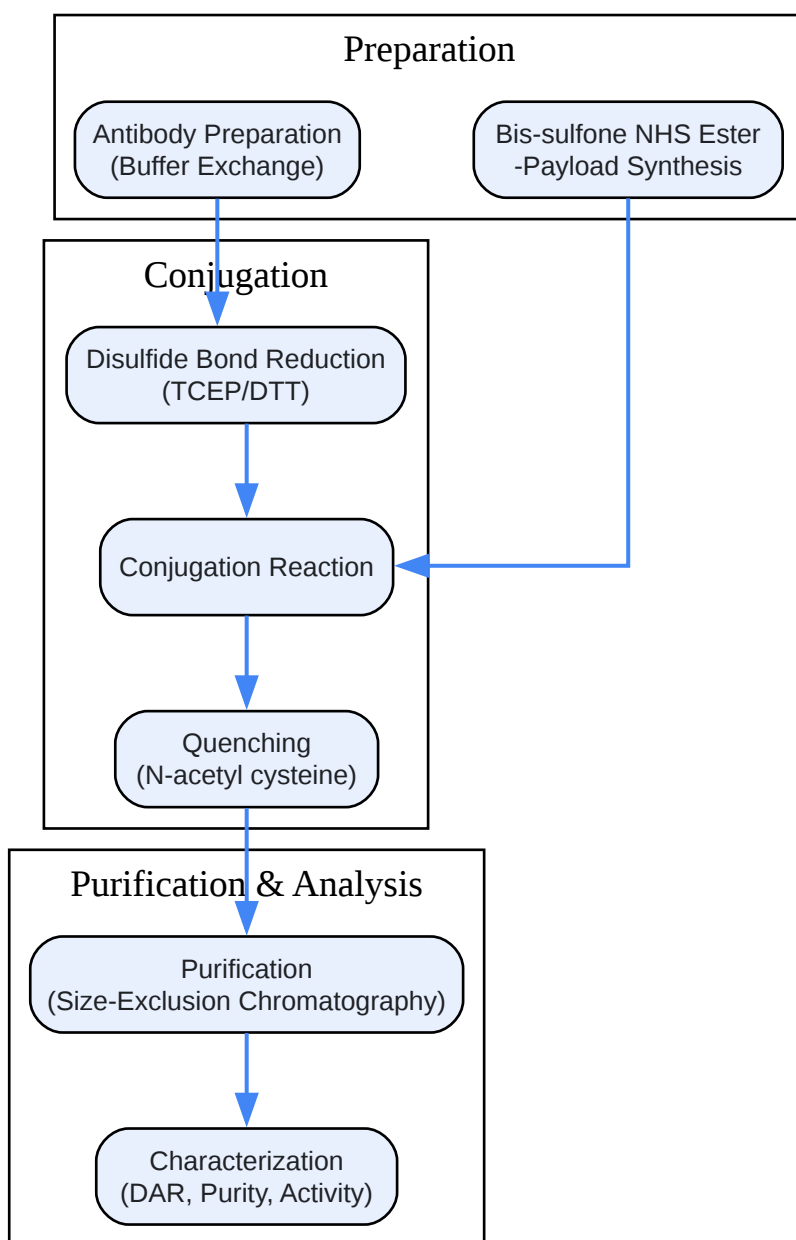 Preparation
Antibody Preparation
(Buffer Exchange)
Bis-sulfone NHS Ester
-Payload Synthesis
Conjugation
Disulfide Bond Reduction
(TCEP/DTT)
Conjugation Reaction
Quenching
(N-acetyl cysteine)
Purification & Analysis
Purification
(Size-Exclusion Chromatography)
Characterization
(DAR, Purity, Activity)